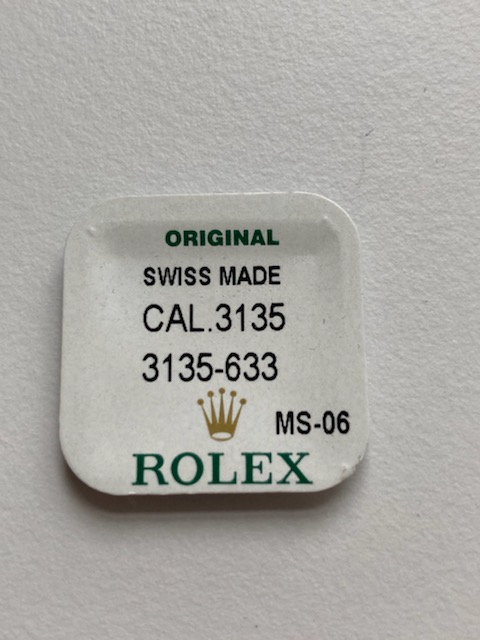 ORIGINAL
SWISS MADE
CAL.3135
3135-633
MS-06
ROLEX